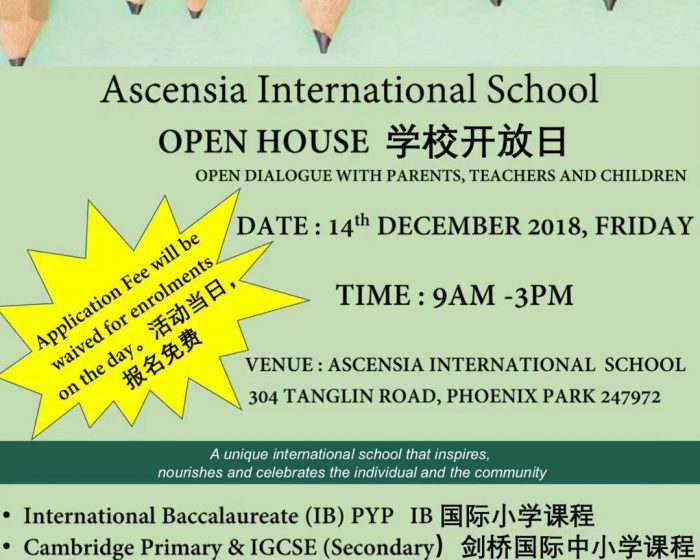 Ascensia International School
OPEN HOUSE 学校开放日
OPEN DIALOGUE WITH PARENTS, TEACHERS AND CHILDREN
DATE : 14th DECEMBER 2018, FRIDAY
TIME : 9AM -3PM
Application Fee will be
waived for enrolments
on the day。活动当日，
报名免费
VENUE : ASCENSIA INTERNATIONAL SCHOOL
304 TANGLIN ROAD, PHOENIX PARK 247972
A unique international school that inspires,
nourishes and celebrates the individual and the community
• International Baccalaureate (IB) PYP IB 国际小学课程
• Cambridge Primary & IGCSE (Secondary）剑桥国际中小学课程